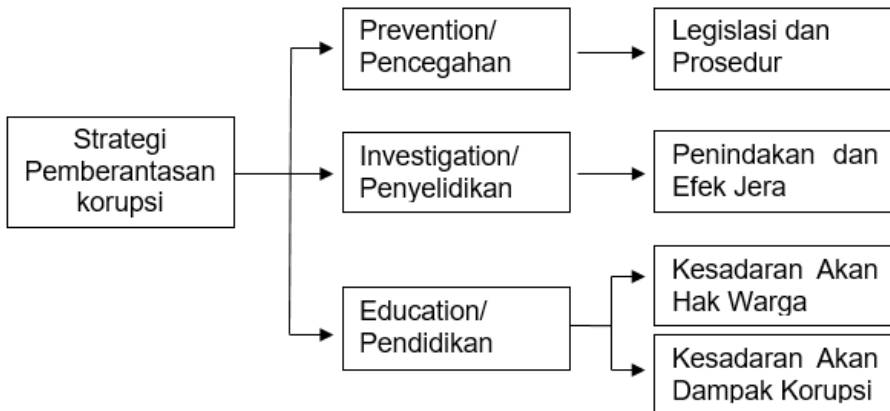 Strategi
Pemberantasan
korupsi
Prevention/
Pencegahan
Legislasi dan
Prosedur
Investigation/
Penyelidikan
Penindakan dan
Efek Jera
Education/
Pendidikan
Kesadaran Akan
Hak Warga
Kesadaran Akan
Dampak Korupsi